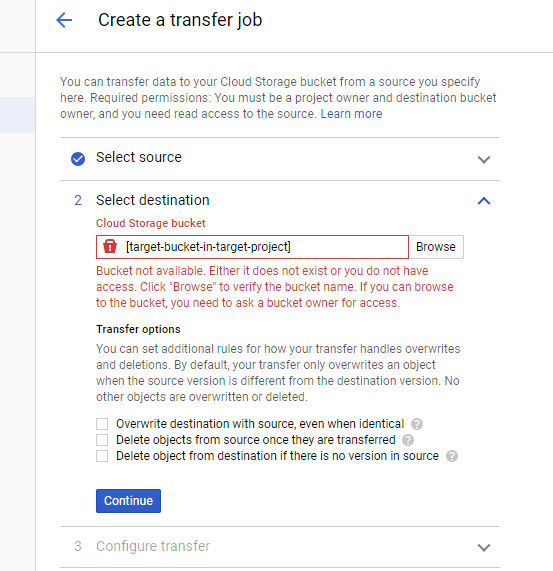 Create a transfer job
You can transfer data to your Cloud Storage bucket from a source you specify
here. Required permissions: You must be a project owner and destination bucket
owner, and you need read access to the source. Learn more
Select source
2 Select destination
Cloud Storage bucket
[target-bucket-in-target-project] Browse
Bucket not available. Either it does not exist or you do not have
access. Click "Browse" to verify the bucket name. If you can browse
to the bucket, you need to ask a bucket owner for access.
Transfer options
You can set additional rules for how your transfer handles overwrites
and deletions. By default, your transfer only overwrites an object
when the source version is different from the destination version. No
other objects are overwritten or deleted.
Overwrite destination with source, even when identical ?
Delete objects from source once they are transferred ?
Delete object from destination if there is no version in source ?
Continue
3 Configure transfer